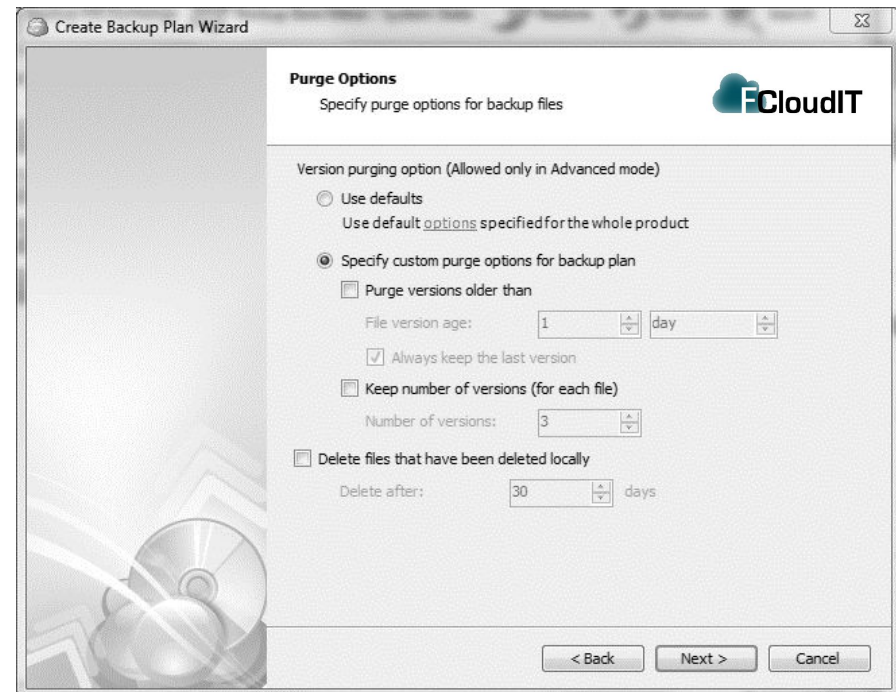 Create Backup Plan Wizard
Purge Options
Specify purge options for backup files
FCloudIT
Version purging option (Allowed only in Advanced mode)
Use defaults
Use default options specified for the whole product
Specify custom purge options for backup plan
Purge versions older than
File version age: 1 day
Always keep the last version
Keep number of versions (for each file)
Number of versions: 3
Delete files that have been deleted locally
Delete after: 30 days
< Back Next > Cancel